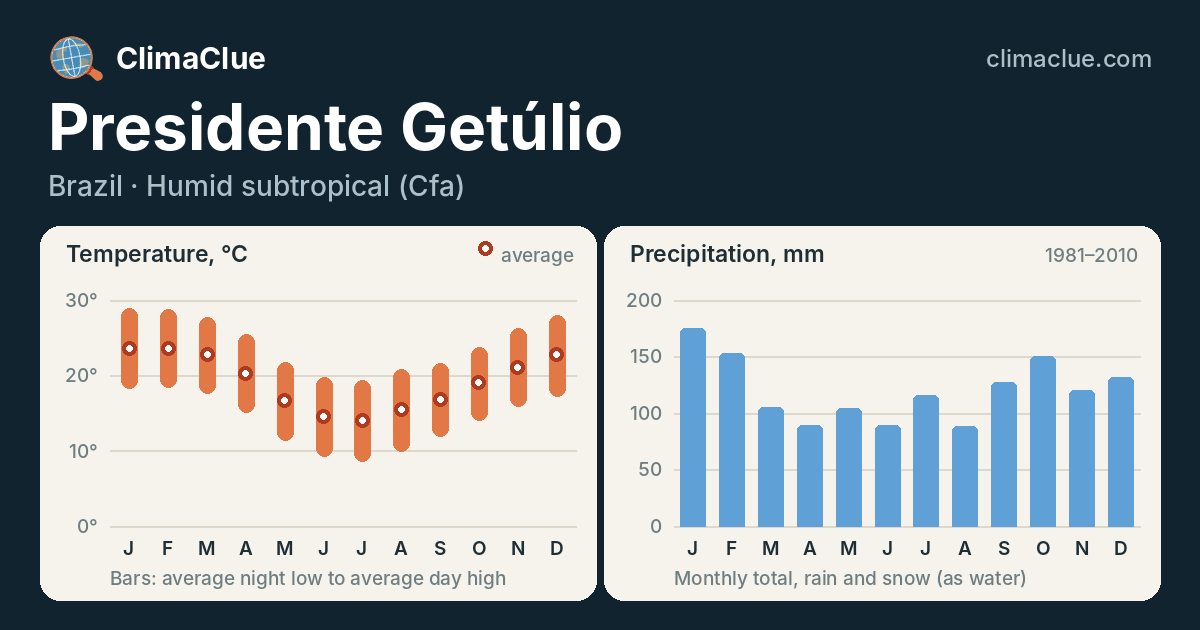 ClimaClue
climaclue.com
Presidente Getúlio
Brazil · Humid subtropical (Cfa)
Temperature, °C
average
30°
20°
10°
0°
J F M A M J J A S O N D
Bars: average night low to average day high
Precipitation, mm
1981–2010
200
150
100
50
0
J F M A M J J A S O N D
Monthly total, rain and snow (as water)